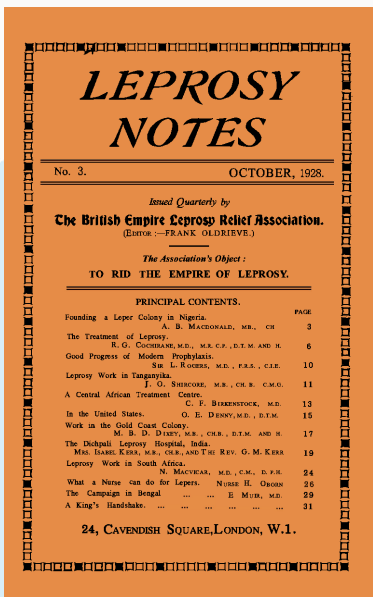 LEPROSY
NOTES
No. 3. OCTOBER, 1928.
Issued Quarterly by
The British Empire Leprosy Relief Association.
(EDITOR :—FRANK OLDRIEVE.)
The Association's Object :
TO RID THE EMPIRE OF LEPROSY.
PRINCIPAL CONTENTS.
PAGE
Founding a Leper Colony in Nigeria.
A. B. MACDONALD, MB., CH 3
The Treatment of Leprosy.
R. G. COCHRANE, M.D., M.R. C.P. , D.T. M. AND H. 6
Good Progress of Modern Prophylaxis.
SIR L. ROGERS, M.D. , F.R.S. , C.I.E. 10
Leprosy Work in Tanganyika.
J. O. SHIRCORE, M.B., CH. B. C.M.G. 11
A Central African Treatment Centre.
C. F. BIRKENSTOCK, M.D. 13
In the United States. O. E. DENNY, M.D. , D.T.M. 15
Work in the Gold Coast Colony.
M. B. D. DIXEY, M.B. , CH.B. , D.T.M. AND H. 17
The Dichpali Leprosy Hospital, India.
MRS. ISABEL KERR, M.B., CH.B., AND THE REV. G. M. KERR 19
Leprosy Work in South Africa.
N. MACVICAR, M.D. , C.M., D. P.H. 24
What a Nurse can do for Lepers. NURSE H. OBORN 26
The Campaign in Bengal ... ... E MUIR, M.D. 29
A King's Handshake. ... ... ... ... ... ... 31
24, CAVENDISH SQUARE,LONDON, W.1.